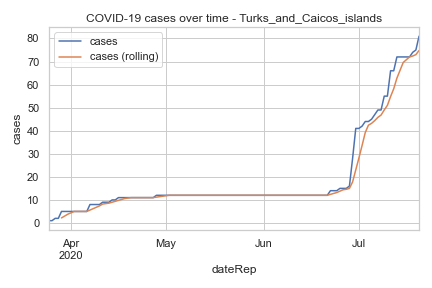 COVID-19 cases over time - Turks_and_Caicos_islands
cases
cases (rolling)
80
70
60
50
40
30
20
10
0
cases
Apr
2020
May
Jun
Jul
dateRep